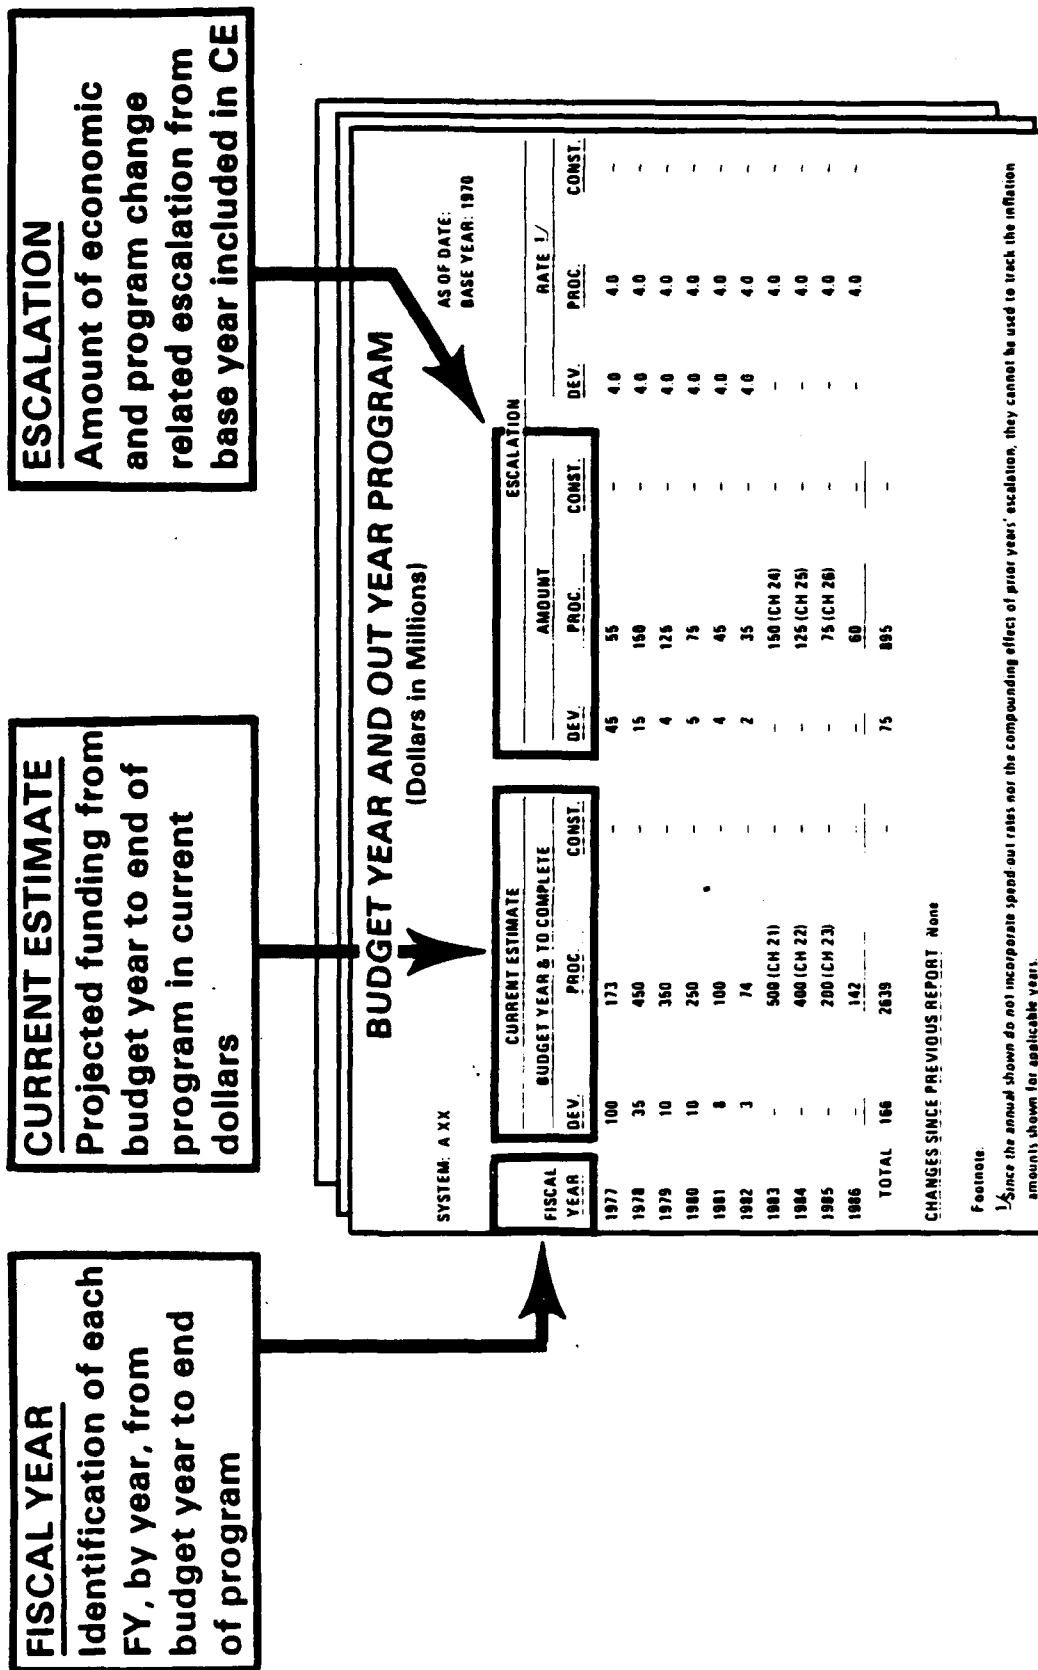 FISCAL YEAR
Identification of each
FY, by year, from
budget year to end
of program
CURRENT ESTIMATE
Projected funding from
budget year to end of
program in current
dollars
ESCALATION
Amount of economic
and program change
related escalation from
base year included in CE
BUDGET YEAR AND OUT YEAR PROGRAM
(Dollars in Millions)
SYSTEM: A XX
AS OF DATE:
BASE YEAR: 1970
CURRENT ESTIMATE ESCALATION
FISCAL BUDGET YEAR & TO COMPLETE AMOUNT RATE 1/
YEAR DEV. PROC. CONST. DEV. PROC. CONST. DEV. PROC. CONST.
1977 100 173 - 45 55 - 4.0 4.0 -
1978 35 450 - 15 150 - 4.0 4.0 -
1979 10 350 - 4 125 - 4.0 4.0 -
1980 10 250 - 5 75 - 4.0 4.0 -
1981 8 100 - 4 45 - 4.0 4.0 -
1982 3 74 - 2 35 - 4.0 4.0 -
1983 - 500 (CH 21) - - 150 (CH 24) - - 4.0 -
1984 - 400 (CH 22) - - 125 (CH 25) - - 4.0 -
1985 - 200 (CH 23) - - 75 (CH 26) - - 4.0 -
1986 - 142 - - 60 - - 4.0 -
TOTAL 166 2639 - 75 895 -
CHANGES SINCE PREVIOUS REPORT None
Footnote:
1/Since the annual shown do not incorporate spend-out rates nor the compounding effect of prior years' escalation, they cannot be used to track the inflation
amounts shown for applicable years.